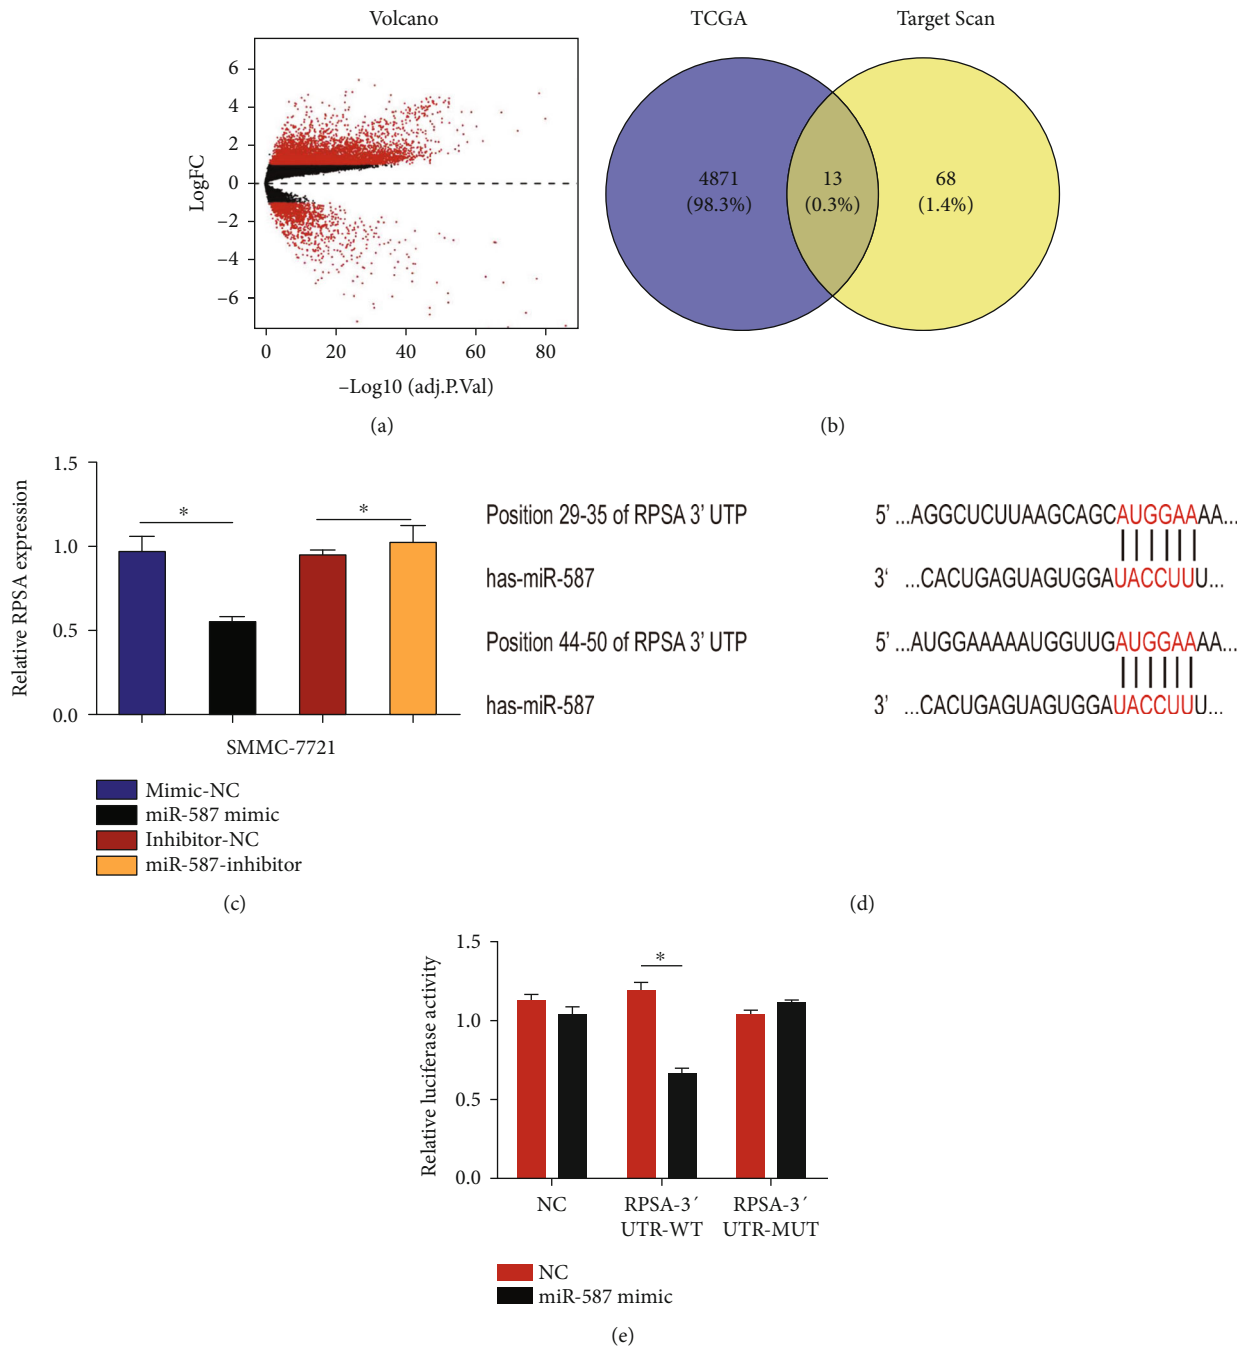 Volcano
LogFC
6
4
2
0
−2
−4
−6
0 20 40 60 80
–Log10 (adj.P.Val)
(a)
TCGA Target Scan
4871 13 68
(98.3%) (0.3%) (1.4%)
(b)
Relative RPSA expression
1.5
1.0
0.5
0.0
* *
SMMC-7721
Mimic-NC
miR-587 mimic
Inhibitor-NC
miR-587-inhibitor
(c)
Position 29-35 of RPSA 3' UTP 5' ...AGGCUCUUAAGCAGCAUGGAAAA...
has-miR-587 3‘ ...CACUGAGUAGUGGAUACCUUU...
Position 44-50 of RPSA 3' UTP 5' ...AUGGAAAAAUGGUUGAUGGAAAA...
has-miR-587 3' ...CACUGAGUAGUGGAUACCUUU...
(d)
Relative luciferase activity
1.5
1.0
0.5
0.0
*
NC RPSA-3´ RPSA-3´
UTR-WT UTR-MUT
NC
miR-587 mimic
(e)